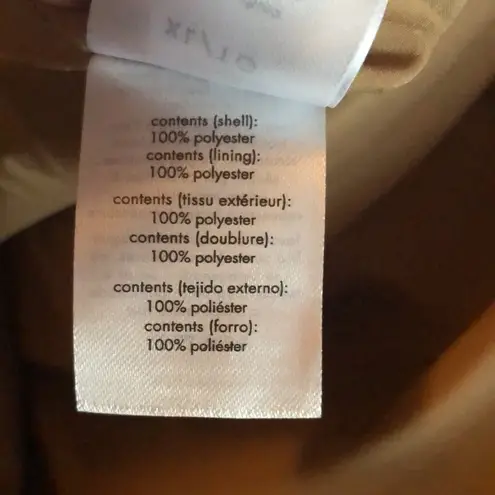 contents (shell):
100% polyester
contents (lining):
100% polyester
contents (tissu extérieur):
100% polyester
contents (doublure):
100% polyester
contents (tejido externo):
100% poliéster
contents (forro):
100% poliéster